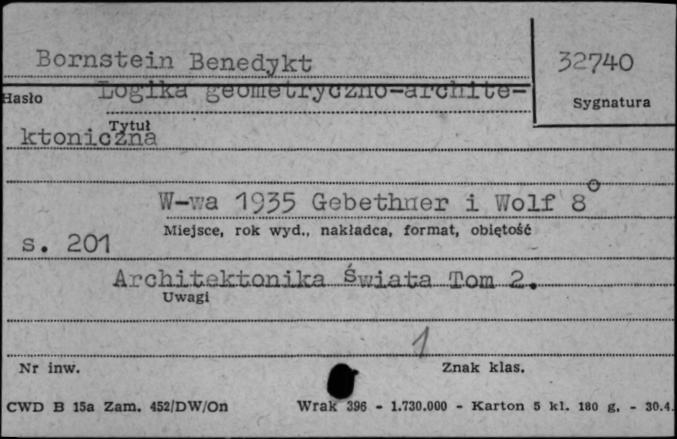 Bornstein Benedykt 32740
Hasło Logika geometryczno-archite- Sygnatura
Tytuł
ktoniczna
W-wa 1935 Gebethner i Wolf 8°
Miejsce, rok wyd., nakładca, format, objętość
s. 201
Architektonika Świata Tom 2.
Uwagi
1
Nr inw. Znak klas.
CWD B 15a Zam. 452/DW/On Wrak 396 - 1.730.000 - Karton 5 kl. 180 g. - 30.4.